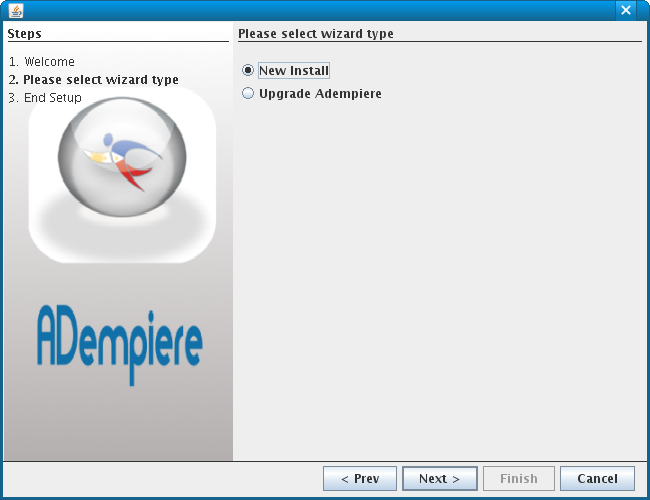 Steps
1. Welcome
2. Please select wizard type
3. End Setup
ADempiere
Please select wizard type
New Install
Upgrade Adempiere
< Prev
Next >
Finish
Cancel